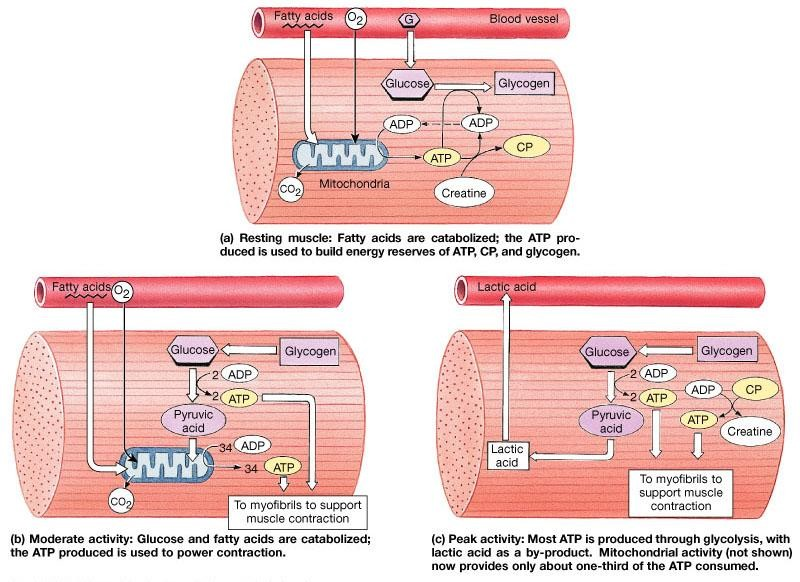 Fatty acids
O2
G
Blood vessel
Glucose
Glycogen
ADP
ADP
ATP
CP
CO2
Mitochondria
Creatine
(a) Resting muscle: Fatty acids are catabolized; the ATP pro-
duced is used to build energy reserves of ATP, CP, and glycogen.
Fatty acids
O2
Glucose
Glycogen
2 ADP
2 ATP
Pyruvic
acid
34 ADP
34 ATP
CO2
To myofibrils to support
muscle contraction
(b) Moderate activity: Glucose and fatty acids are catabolized;
the ATP produced is used to power contraction.
Lactic acid
Glucose
Glycogen
2 ADP
2 ATP
ADP
CP
ATP
Creatine
Pyruvic
acid
Lactic
acid
To myofibrils to
support muscle
contraction
(c) Peak activity: Most ATP is produced through glycolysis, with
lactic acid as a by-product. Mitochondrial activity (not shown)
now provides only about one-third of the ATP consumed.